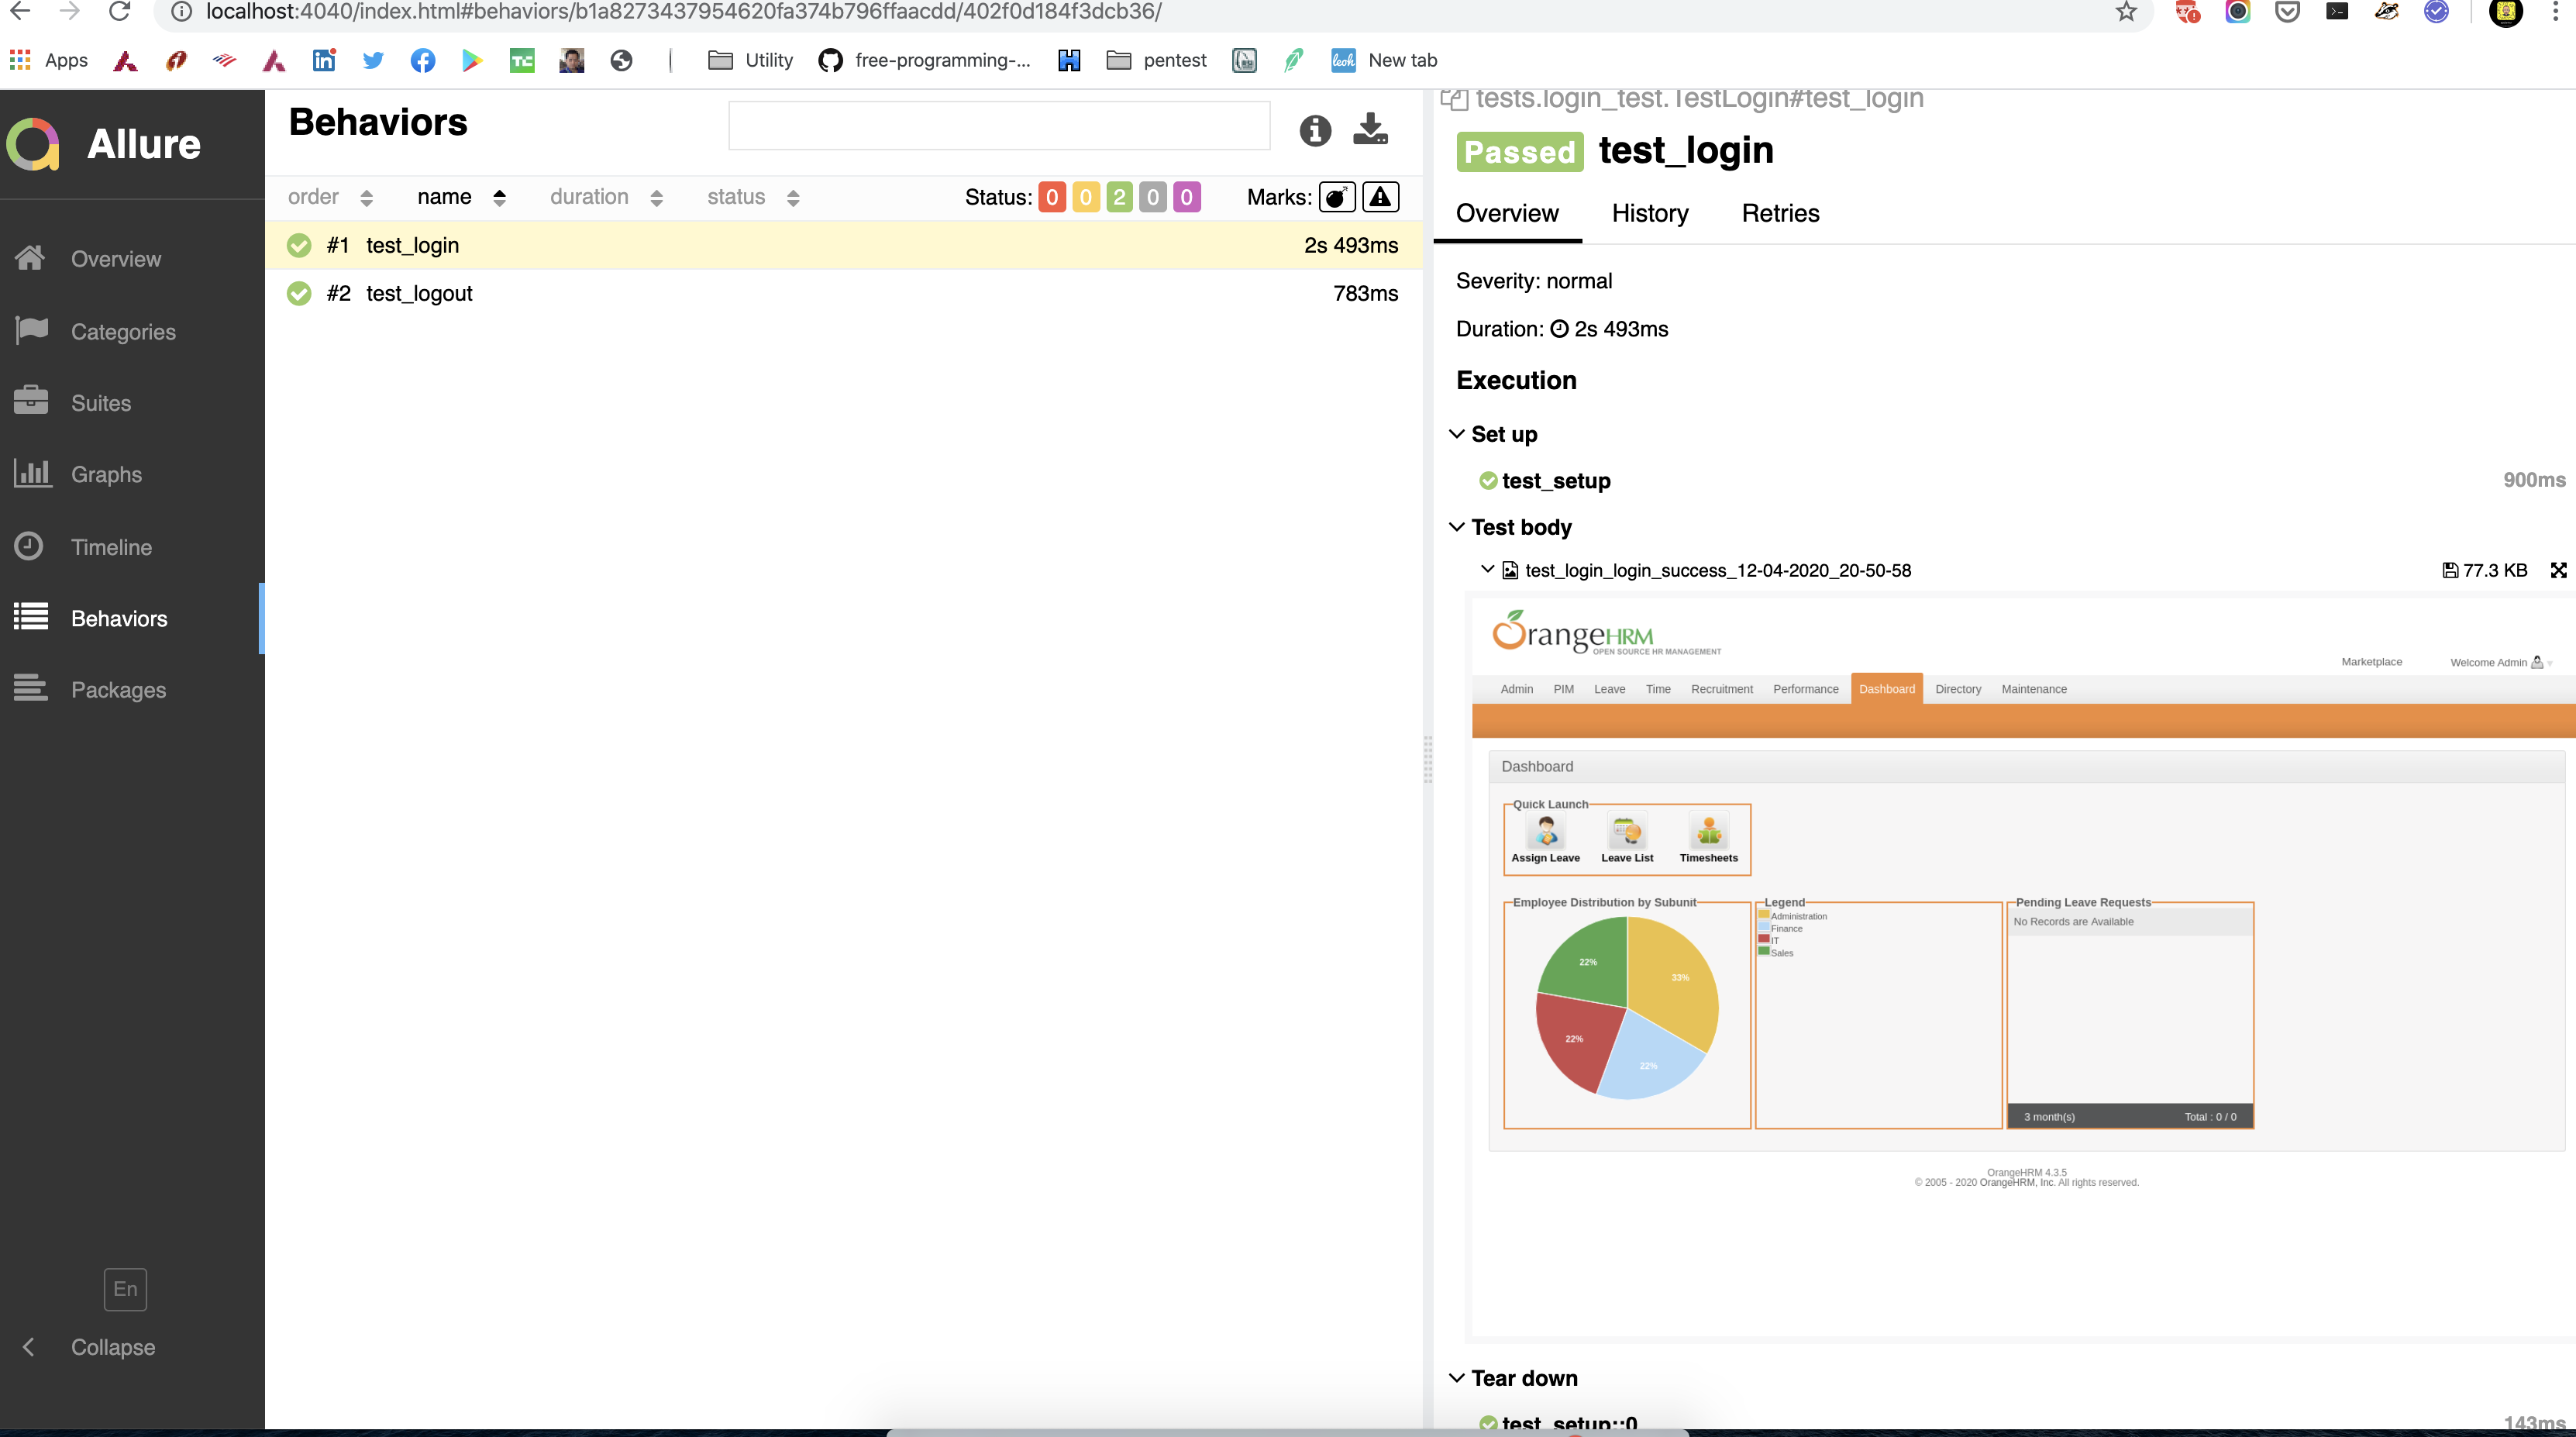 localhost:4040/index.html#behaviors/b1a8273437954620fa374b796ffaacdd/402f0d184f3dcb36/
Apps
TC
Utility
free-programming-...
pentest
leoh
New tab
Allure
Overview
Categories
Suites
Graphs
Timeline
Behaviors
Packages
En
Collapse
Behaviors
order name duration status Status: 0 0 2 0 0 Marks:
#1 test_login 2s 493ms
#2 test_logout 783ms
tests.login_test.TestLogin#test_login
Passed test_login
Overview History Retries
Severity: normal
Duration: 2s 493ms
Execution
Set up
test_setup 900ms
Test body
test_login_login_success_12-04-2020_20-50-58 77.3 KB
OrangeHRM
OPEN SOURCE HR MANAGEMENT
Marketplace Welcome Admin
Admin PIM Leave Time Recruitment Performance Dashboard Directory Maintenance
Dashboard
Quick Launch
Assign Leave Leave List Timesheets
Employee Distribution by Subunit
22%
33%
22%
22%
Legend
Administration
Finance
IT
Sales
Pending Leave Requests
No Records are Available
3 month(s) Total : 0 / 0
OrangeHRM 4.3.5
© 2005 - 2020 OrangeHRM, Inc. All rights reserved.
Tear down
test_setup::0 143ms